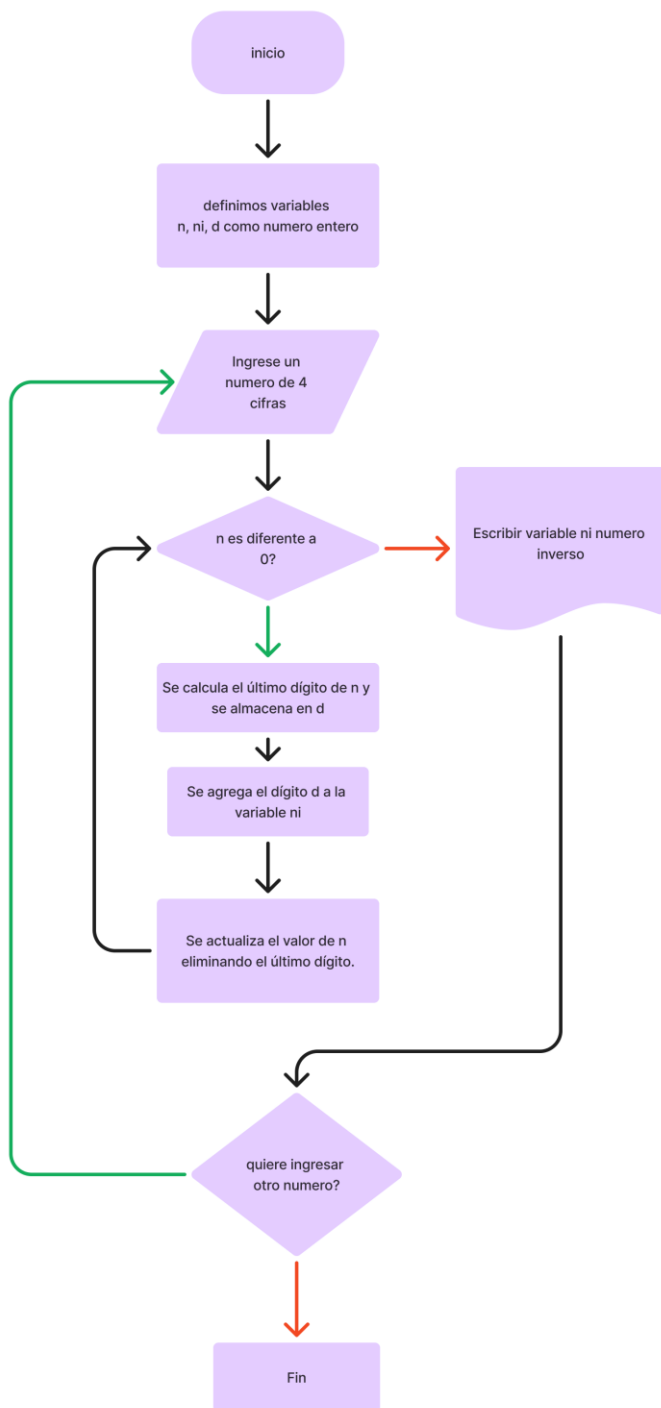 inicio
definimos variables
n, ni, d como numero entero
Ingrese un
numero de 4
cifras
n es diferente a
0?
Escribir variable ni numero
inverso
Se calcula el último dígito de n y
se almacena en d
Se agrega el dígito d a la
variable ni
Se actualiza el valor de n
eliminando el último dígito.
quiere ingresar
otro numero?
Fin